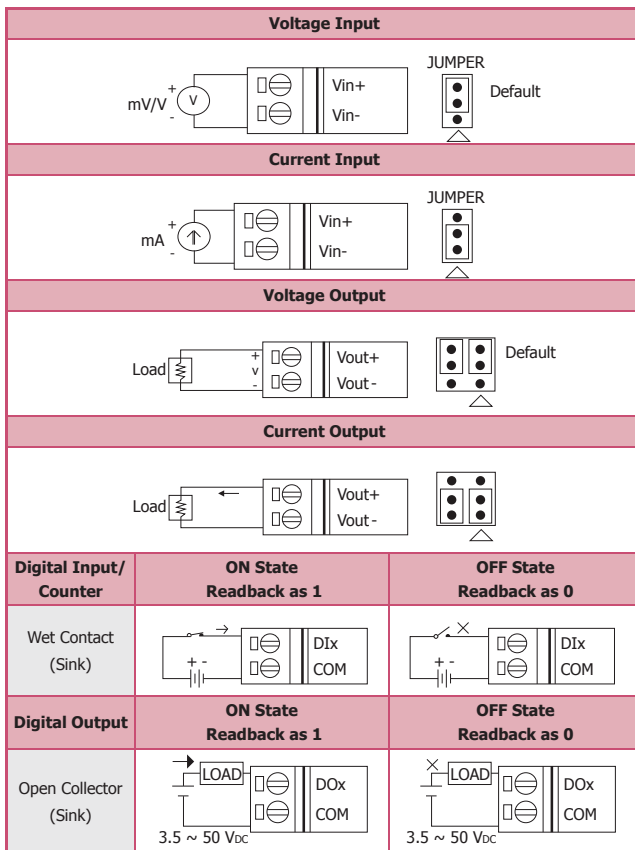 Voltage Input
JUMPER
+
mV/V
V
-
Vin+
Vin-
Default
Current Input
JUMPER
+
mA
-
Vin+
Vin-
Voltage Output
Load
+
v
-
Vout+
Vout-
Default
Current Output
Load
Vout+
Vout-
Digital Input/
Counter
ON State
Readback as 1
OFF State
Readback as 0
Wet Contact
(Sink)
+ -
DIx
COM
+ -
DIx
COM
Digital Output
ON State
Readback as 1
OFF State
Readback as 0
Open Collector
(Sink)
LOAD
DOx
COM
3.5 ~ 50 VDC
LOAD
DOx
COM
3.5 ~ 50 VDC